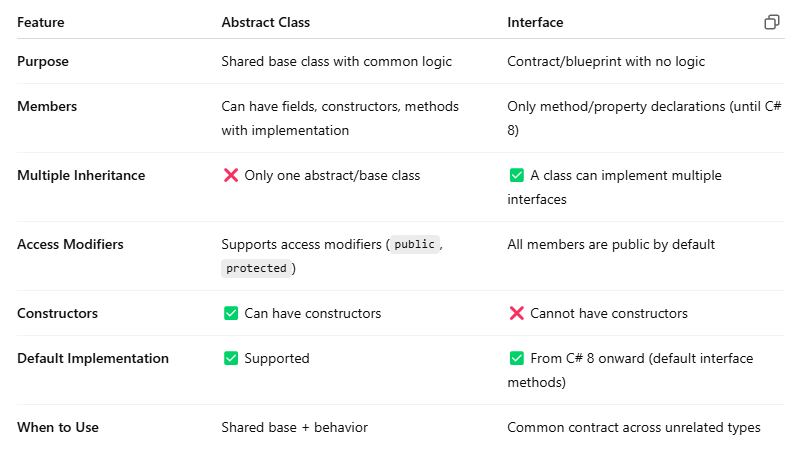 Feature Abstract Class Interface
Purpose Shared base class with common logic Contract/blueprint with no logic
Members Can have fields, constructors, methods Only method/property declarations (until C#
with implementation 8)
Multiple Inheritance ❌ Only one abstract/base class ✅ A class can implement multiple
interfaces
Access Modifiers Supports access modifiers ( public , All members are public by default
protected )
Constructors ✅ Can have constructors ❌ Cannot have constructors
Default Implementation ✅ Supported ✅ From C# 8 onward (default interface
methods)
When to Use Shared base + behavior Common contract across unrelated types